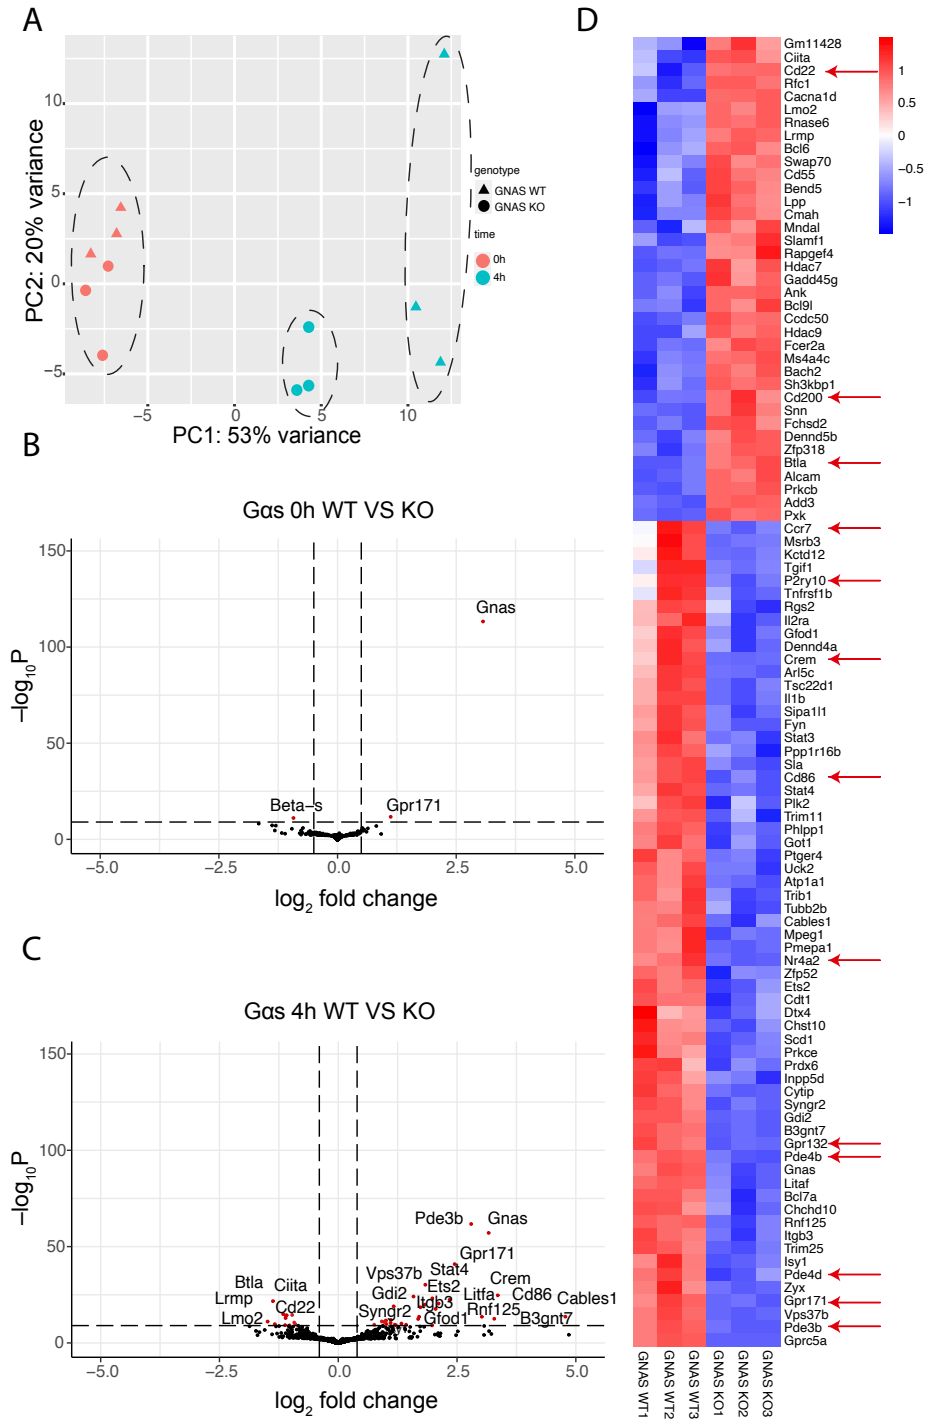 A
PC2: 20% variance
10
5
0
−5
−5
0
5
10
PC1: 53% variance
genotype
GNAS WT
GNAS KO
time
0h
4h
B
Gαs 0h WT VS KO
−log10P
150
100
50
0
Gnas
Beta−s
Gpr171
−5.0
−2.5
0.0
2.5
5.0
log2 fold change
C
Gαs 4h WT VS KO
−log10P
150
100
50
0
Pde3b
Gnas
Gpr171
Stat4
Vps37b
Crem
Ets2
Btla
Ciita
Gdi2
Litfa
Cd86
Cables1
Lrmp
Itgb3
Cd22
Syngr2
Rnf125
Lmo2
Gfod1
B3gnt7
−5.0
−2.5
0.0
2.5
5.0
log2 fold change
D
Gm11428
Ciita
Cd22
Rfc1
Cacna1d
Lmo2
Rnase6
Lrmp
Bcl6
Swap70
Cd55
Bend5
Lpp
Cmah
Mndal
Slamf1
Rapgef4
Hdac7
Gadd45g
Ank
Bcl9l
Ccdc50
Hdac9
Fcer2a
Ms4a4c
Bach2
Sh3kbp1
Cd200
Snn
Fchsd2
Dennd5b
Zfp318
Btla
Alcam
Prkcb
Add3
Pxk
Ccr7
Msrb3
Kctd12
Tgif1
P2ry10
Tnfrsf1b
Rgs2
Il2ra
Gfod1
Dennd4a
Crem
Arl5c
Tsc22d1
Il1b
Sipa1l1
Fyn
Stat3
Ppp1r16b
Sla
Cd86
Stat4
Plk2
Trim11
Phlpp1
Got1
Ptger4
Uck2
Atp1a1
Trib1
Tubb2b
Cables1
Mpeg1
Pmepa1
Nr4a2
Zfp52
Ets2
Cdt1
Dtx4
Chst10
Scd1
Prkce
Prdx6
Inpp5d
Cytip
Syngr2
Gdi2
B3gnt7
Gpr132
Pde4b
Gnas
Litaf
Bcl7a
Chchd10
Rnf125
Itgb3
Trim25
Isy1
Pde4d
Zyx
Gpr171
Vps37b
Pde3b
Gprc5a
GNAS WT1
GNAS WT2
GNAS WT3
GNAS KO1
GNAS KO2
GNAS KO3
1
0.5
0
−0.5
−1